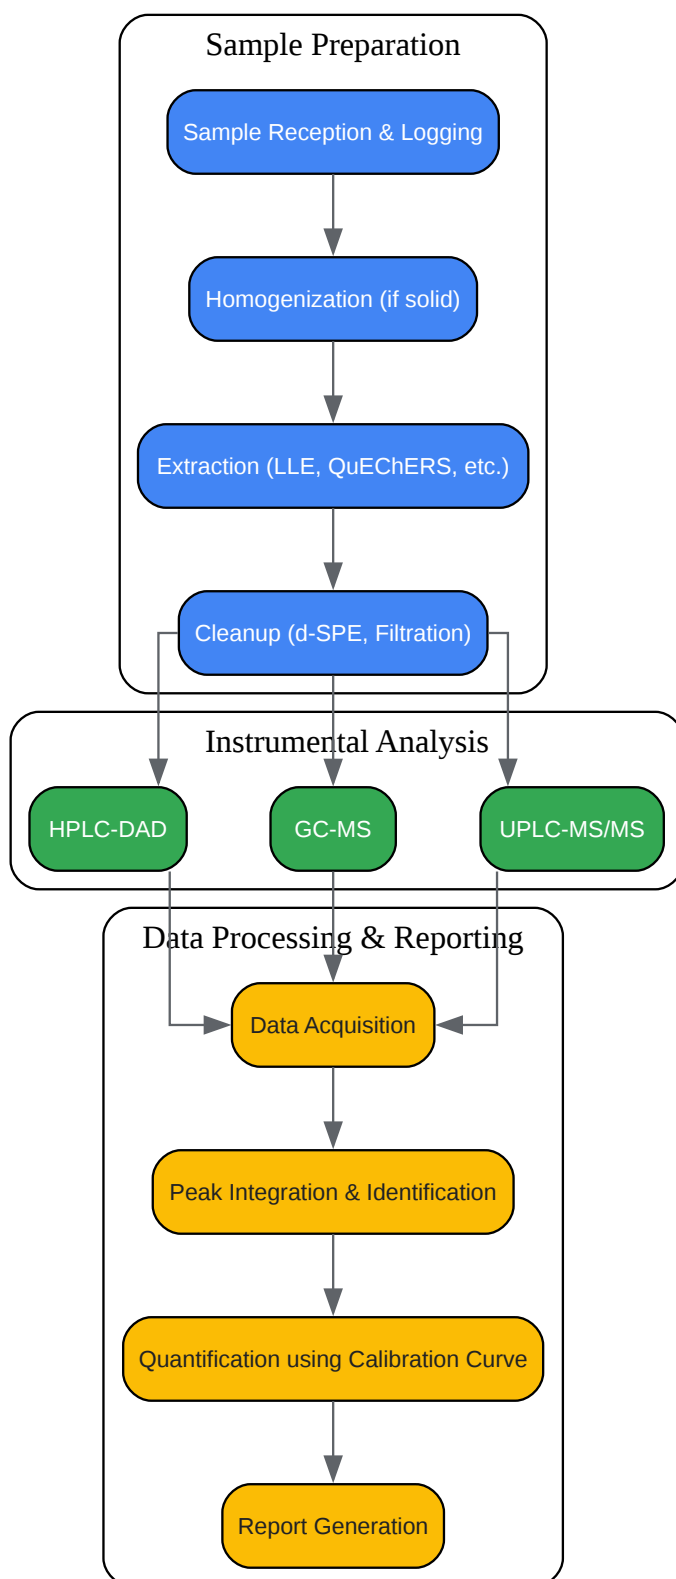 Sample Preparation
Sample Reception & Logging
Homogenization (if solid)
Extraction (LLE, QuEChERS, etc.)
Cleanup (d-SPE, Filtration)
Instrumental Analysis
HPLC-DAD
GC-MS
UPLC-MS/MS
Data Processing & Reporting
Data Acquisition
Peak Integration & Identification
Quantification using Calibration Curve
Report Generation